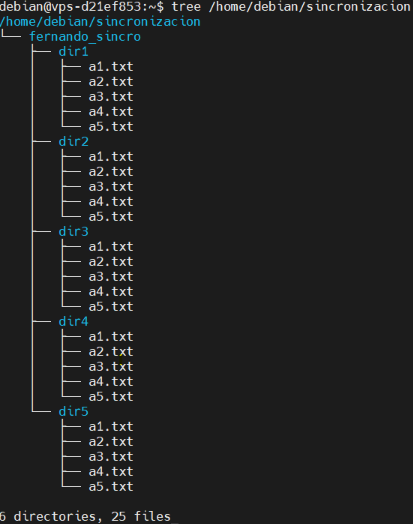 debian@vps-d21ef853:~$ tree /home/debian/sincronizacion
/home/debian/sincronizacion
└── fernando_sincro
    ├── dir1
    │   ├── a1.txt
    │   ├── a2.txt
    │   ├── a3.txt
    │   ├── a4.txt
    │   └── a5.txt
    ├── dir2
    │   ├── a1.txt
    │   ├── a2.txt
    │   ├── a3.txt
    │   ├── a4.txt
    │   └── a5.txt
    ├── dir3
    │   ├── a1.txt
    │   ├── a2.txt
    │   ├── a3.txt
    │   ├── a4.txt
    │   └── a5.txt
    ├── dir4
    │   ├── a1.txt
    │   ├── a2.txt
    │   ├── a3.txt
    │   ├── a4.txt
    │   └── a5.txt
    └── dir5
        ├── a1.txt
        ├── a2.txt
        ├── a3.txt
        ├── a4.txt
        └── a5.txt
6 directories, 25 files